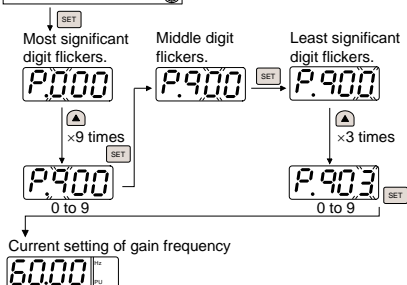 SET
Most significant digit flickers.
P.000
▲
×9 times
SET
P.900
0 to 9
Middle digit flickers.
P.900
SET
Least significant digit flickers.
P.900
▲
×3 times
P.903
SET
0 to 9
Current setting of gain frequency
60.00
Hz
PU